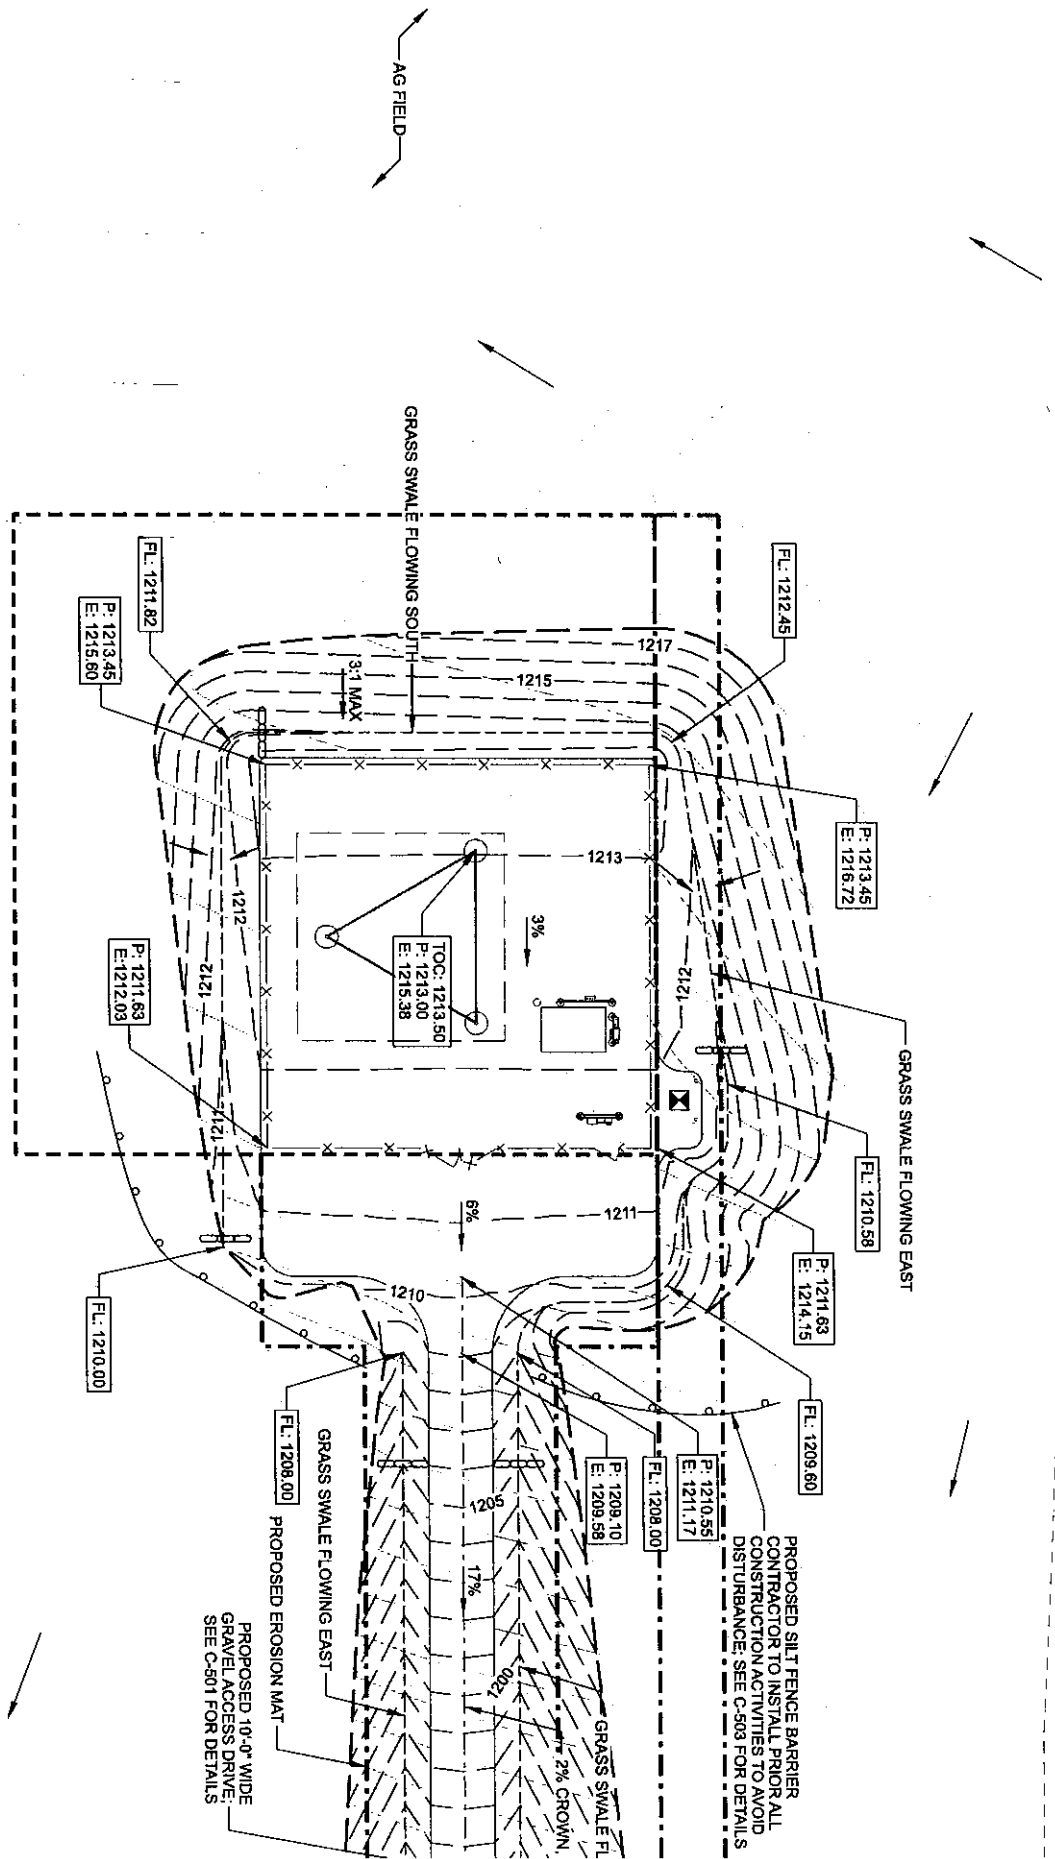 AG FIELD
GRASS SWALE FLOWING SOUTH
FL: 1212.45
FL: 1211.82
P: 1213.45
E: 1215.60
1217
1215
3:1 MAX
P: 1213.45
E: 1216.72
1213
3%
TOC: 1213.50
P: 1213.00
E: 1215.38
1212
1212
1212
1211
P: 1211.63
E:1212.03
GRASS SWALE FLOWING EAST
FL: 1210.58
P: 1211.63
E: 1214.15
6%
1211
1210
FL: 1210.00
FL: 1209.60
P: 1210.55
E: 1211.17
FL: 1208.00
P: 1209.10
E: 1209.58
FL: 1208.00
1205
17%
1200
GRASS SWALE FLOWING EAST
PROPOSED EROSION MAT
PROPOSED 10'-0" WIDE
GRAVEL ACCESS DRIVE;
SEE C-501 FOR DETAILS
PROPOSED SILT FENCE BARRIER
CONTRACTOR TO INSTALL PRIOR ALL
CONSTRUCTION ACTIVITIES TO AVOID
DISTURBANCE; SEE C-503 FOR DETAILS
GRASS SWALE FL
2% CROWN,